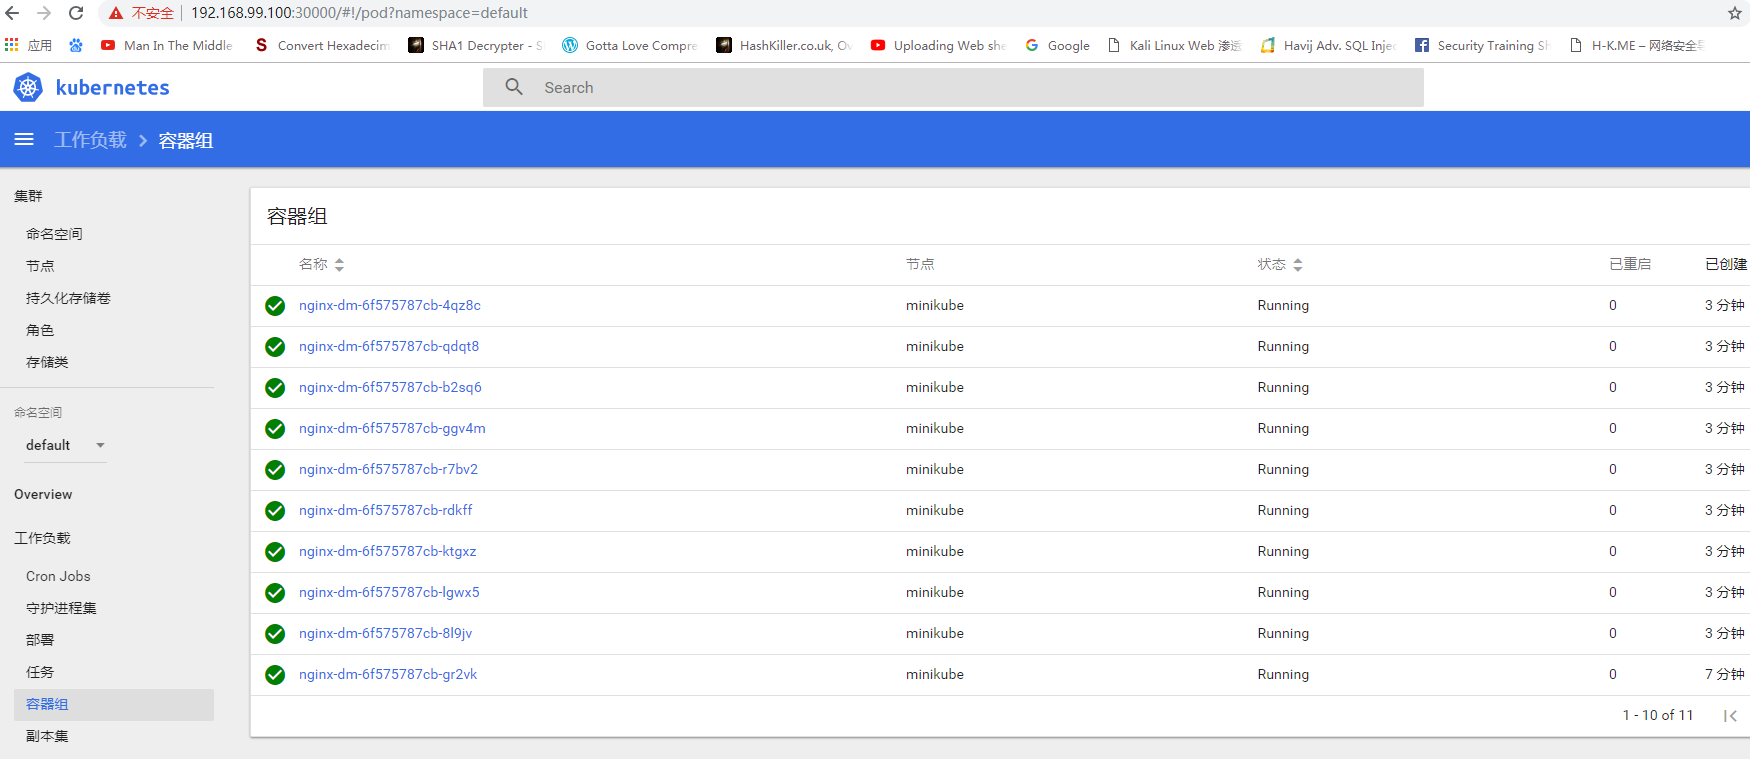 不安全 192.168.99.100:30000/#!/pod?namespace=default
应用 Man In The Middle Convert Hexadecim SHA1 Decrypter - S Gotta Love Compre HashKiller.co.uk, Ov Uploading Web she Google Kali Linux Web 渗透 Havij Adv. SQL Injec Security Training Sh H-K.ME – 网络安全导
kubernetes Search
工作负载 容器组
集群
命名空间
节点
持久化存储卷
角色
存储类
命名空间
default
Overview
工作负载
Cron Jobs
守护进程集
部署
任务
容器组
副本集
容器组
名称 节点 状态 已重启 已创建
nginx-dm-6f575787cb-4qz8c minikube Running 0 3 分钟
nginx-dm-6f575787cb-qdqt8 minikube Running 0 3 分钟
nginx-dm-6f575787cb-b2sq6 minikube Running 0 3 分钟
nginx-dm-6f575787cb-ggv4m minikube Running 0 3 分钟
nginx-dm-6f575787cb-r7bv2 minikube Running 0 3 分钟
nginx-dm-6f575787cb-rdkff minikube Running 0 3 分钟
nginx-dm-6f575787cb-ktgxz minikube Running 0 3 分钟
nginx-dm-6f575787cb-lgwx5 minikube Running 0 3 分钟
nginx-dm-6f575787cb-8l9jv minikube Running 0 3 分钟
nginx-dm-6f575787cb-gr2vk minikube Running 0 7 分钟
1 - 10 of 11